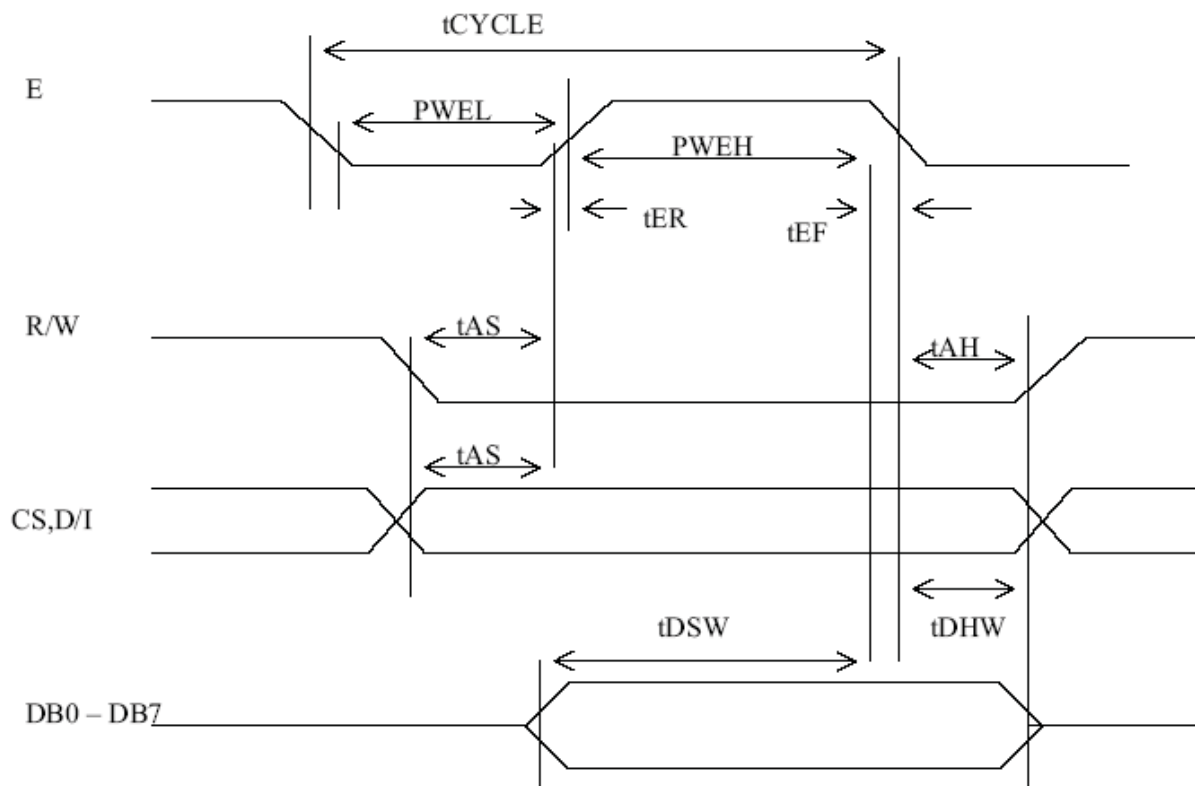 tCYCLE
E
PWEL
PWEH
tER
tEF
R/W
tAS
tAH
tAS
CS,D/I
tDSW
tDHW
DB0 – DB7